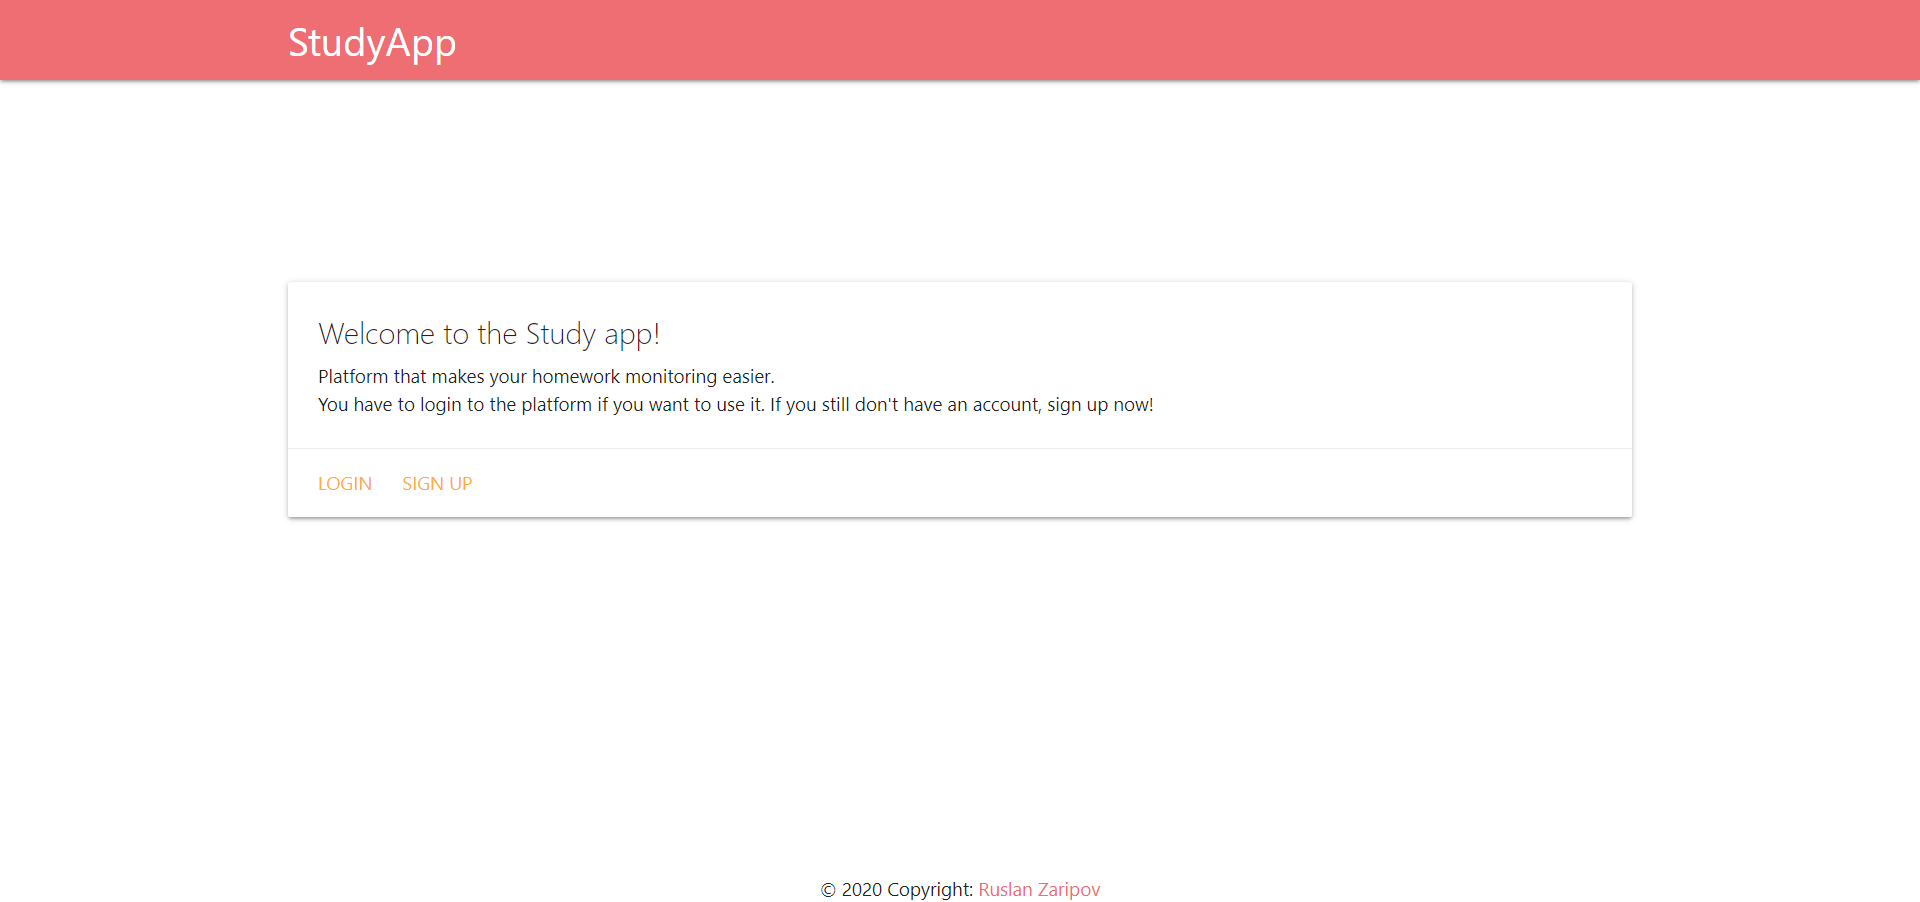 StudyApp
Welcome to the Study app!
Platform that makes your homework monitoring easier.
You have to login to the platform if you want to use it. If you still don't have an account, sign up now!
LOGIN SIGN UP
© 2020 Copyright: Ruslan Zaripov